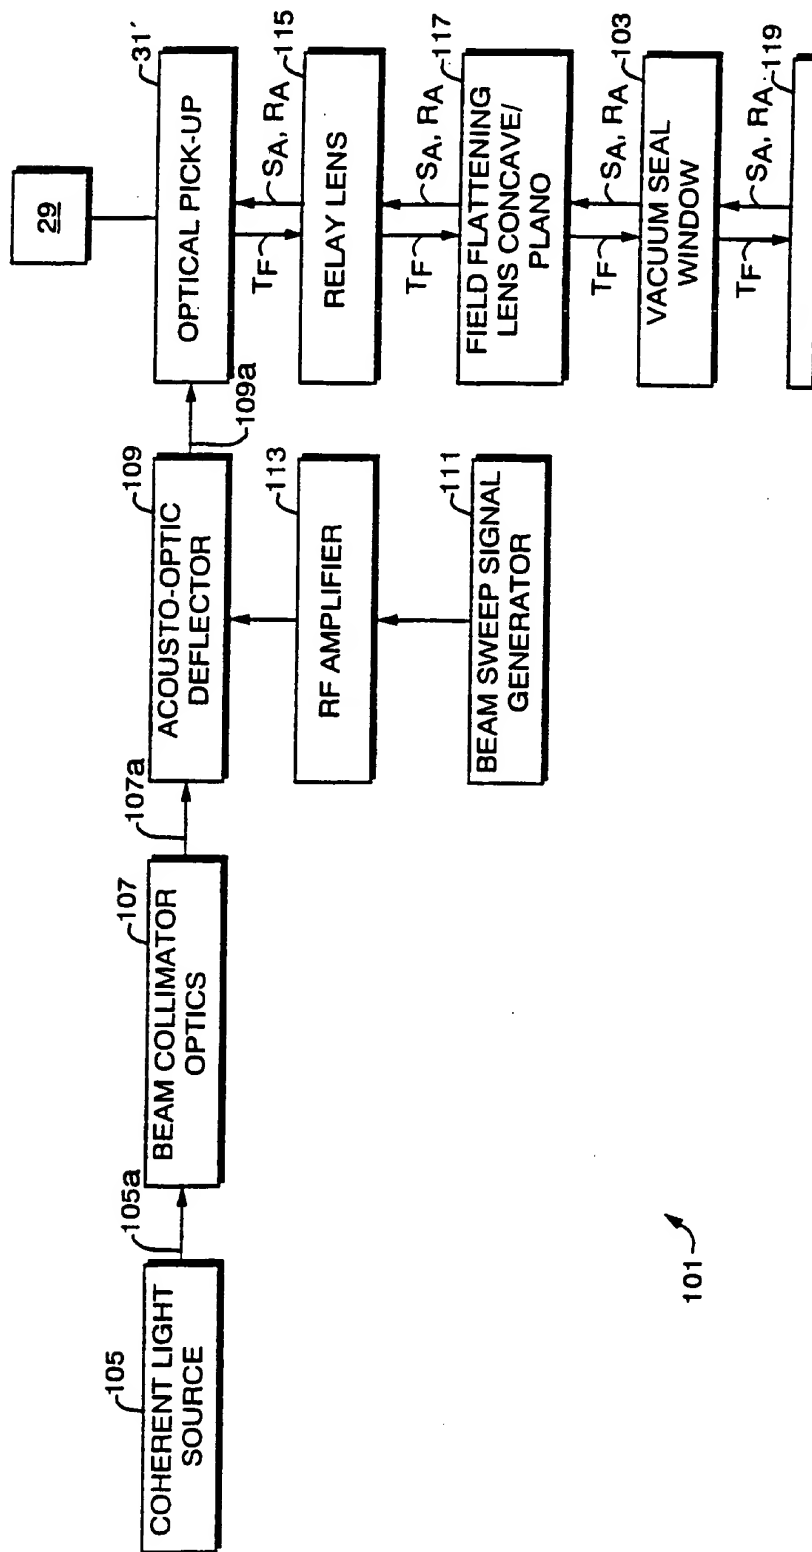 105
COHERENT LIGHT
SOURCE
105a
107
BEAM COLLIMATOR
OPTICS
107a
109
ACOUSTO-OPTIC
DEFLECTOR
109a
113
RF AMPLIFIER
111
BEAM SWEEP SIGNAL
GENERATOR
29
31'
OPTICAL PICK-UP
TF
SA, RA
115
RELAY LENS
TF
SA, RA
117
FIELD FLATTENING
LENS CONCAVE/
PLANO
TF
SA, RA
103
VACUUM SEAL
WINDOW
TF
SA, RA
119
101